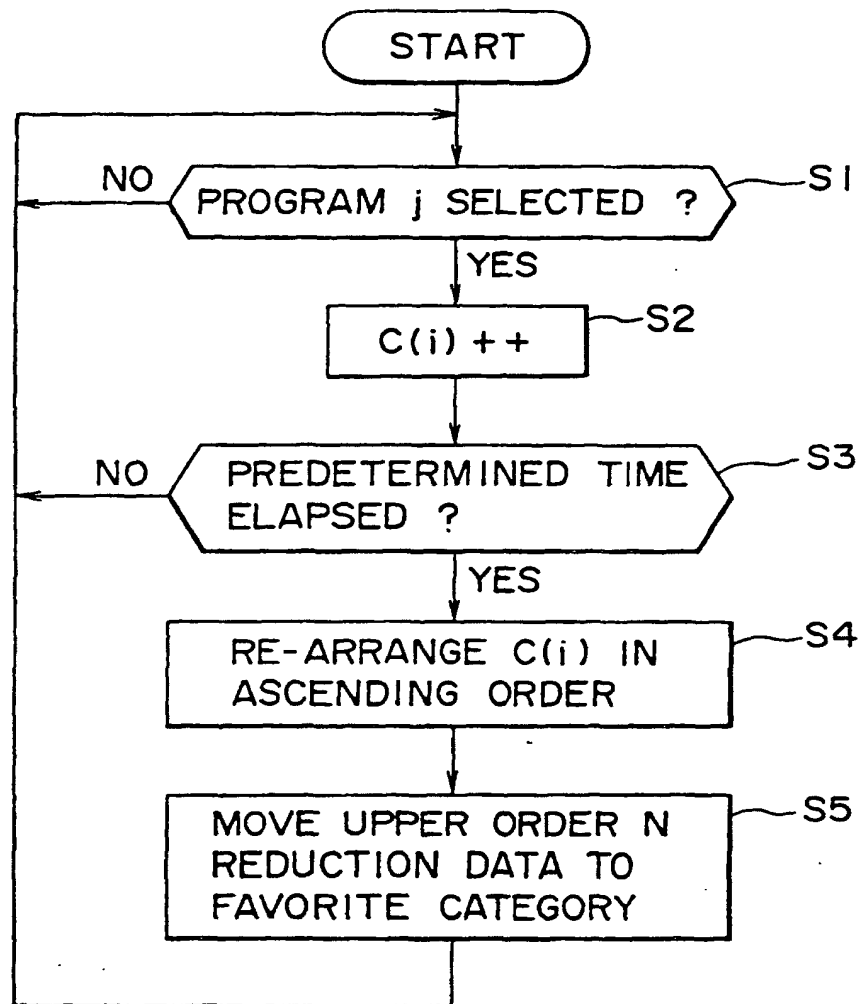 START
NO
PROGRAM j SELECTED ?
S1
YES
C(i)++
S2
NO
PREDETERMINED TIME
ELAPSED ?
S3
YES
RE-ARRANGE C(i) IN
ASCENDING ORDER
S4
MOVE UPPER ORDER N
REDUCTION DATA TO
FAVORITE CATEGORY
S5